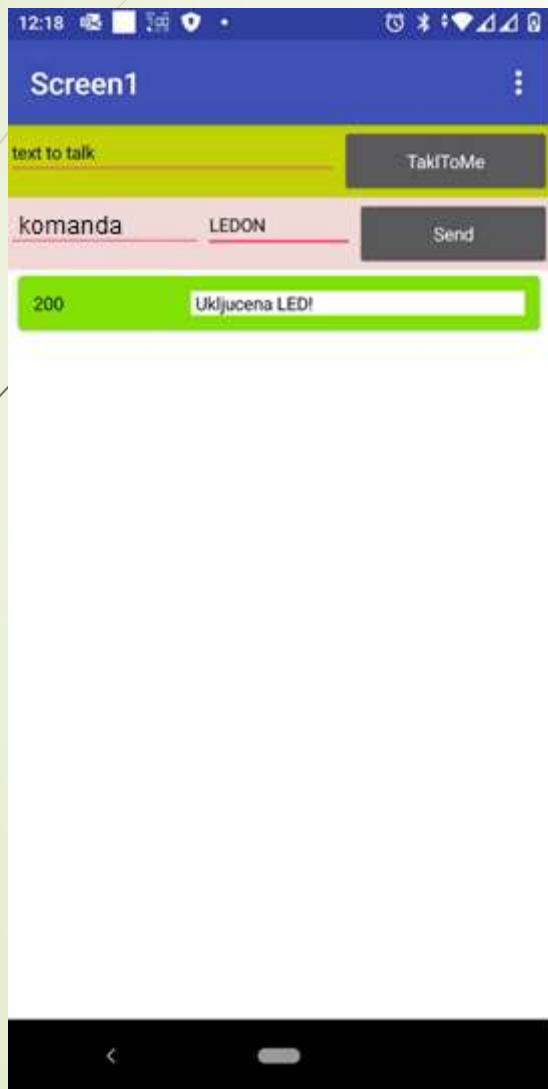 12:18
Screen1
text to talk
TaklToMe
komanda LEDON
Send
200 Ukljucena LED!